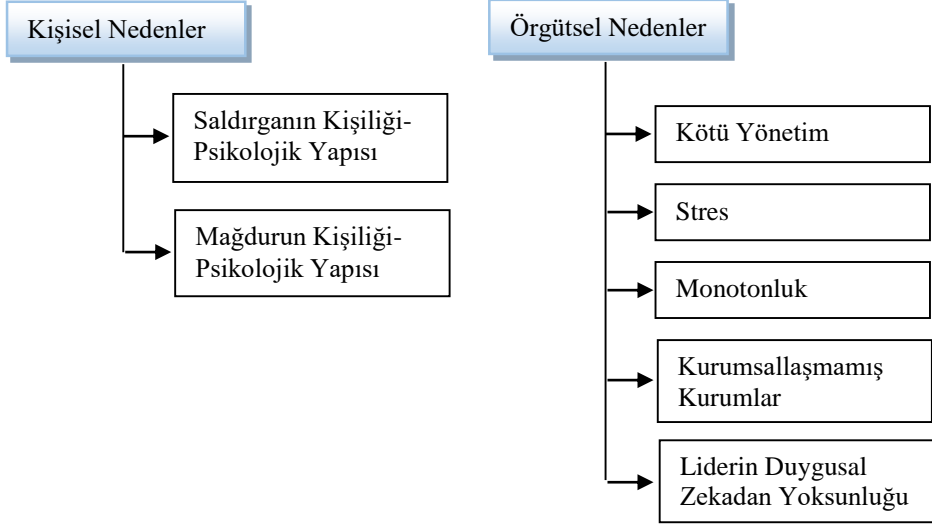 Kişisel Nedenler
Saldırganın Kişiliği-
Psikolojik Yapısı
Mağdurun Kişiliği-
Psikolojik Yapısı
Örgütsel Nedenler
Kötü Yönetim
Stres
Monotonluk
Kurumsallaşmamış
Kurumlar
Liderin Duygusal
Zekadan Yoksunluğu